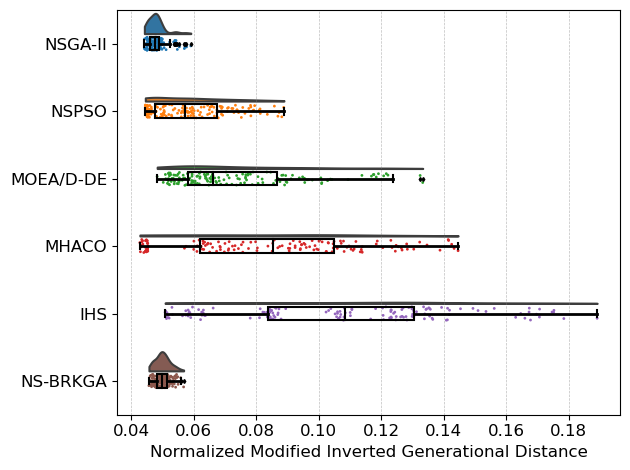 NSGA-II
NSPSO
MOEA/D-DE
MHACO
IHS
NS-BRKGA
0.04 0.06 0.08 0.10 0.12 0.14 0.16 0.18
Normalized Modified Inverted Generational Distance